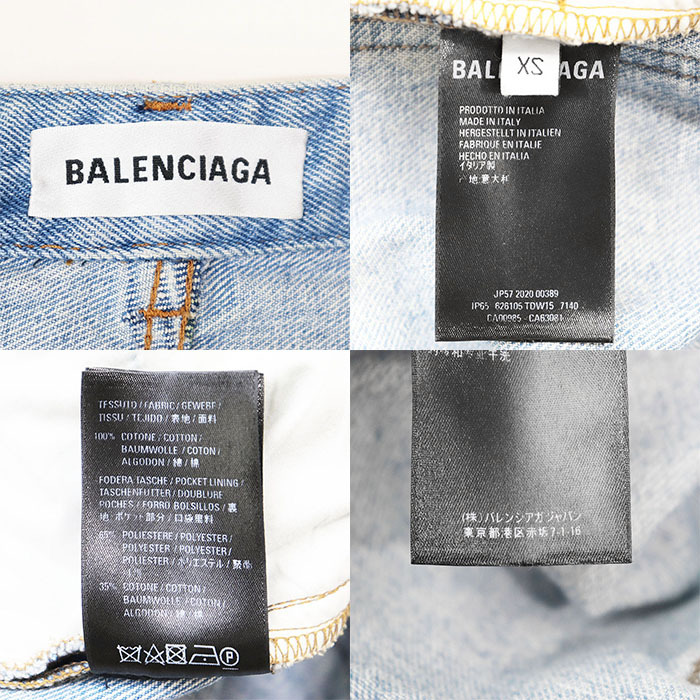 BALENCIAGA
XS
BALENCIAGA
PRODOTTO IN ITALIA
MADE IN ITALY
HERGESTELLT IN ITALIEN
FABRIQUE EN ITALIE
HECHO EN ITALIA
イタリア製
产地:意大利
JP57 2020 00389
IP65 626105 TDW15 7140
CA00985 - CA63081
TESSUTO / FABRIC / GEWEBE /
TISSU / TEJIDO / 表地 / 面料
100% COTONE / COTTON /
BAUMWOLLE / COTON /
ALGODON / 綿 / 棉
FODERA TASCHE / POCKET LINING /
TASCHENFUTTER / DOUBLURE
POCHES / FORRO BOLSILLOS / 裏
地 - ポケット部分 / 口袋里料
65% POLIESTERE / POLYESTER /
POLYESTER / POLYESTER /
POLIESTER / ポリエステル / 聚酯
35% COTONE / COTTON /
BAUMWOLLE / COTON /
ALGODON / 綿 / 棉
P
(株) バレンシアガ ジャパン
東京都港区赤坂7-1-16